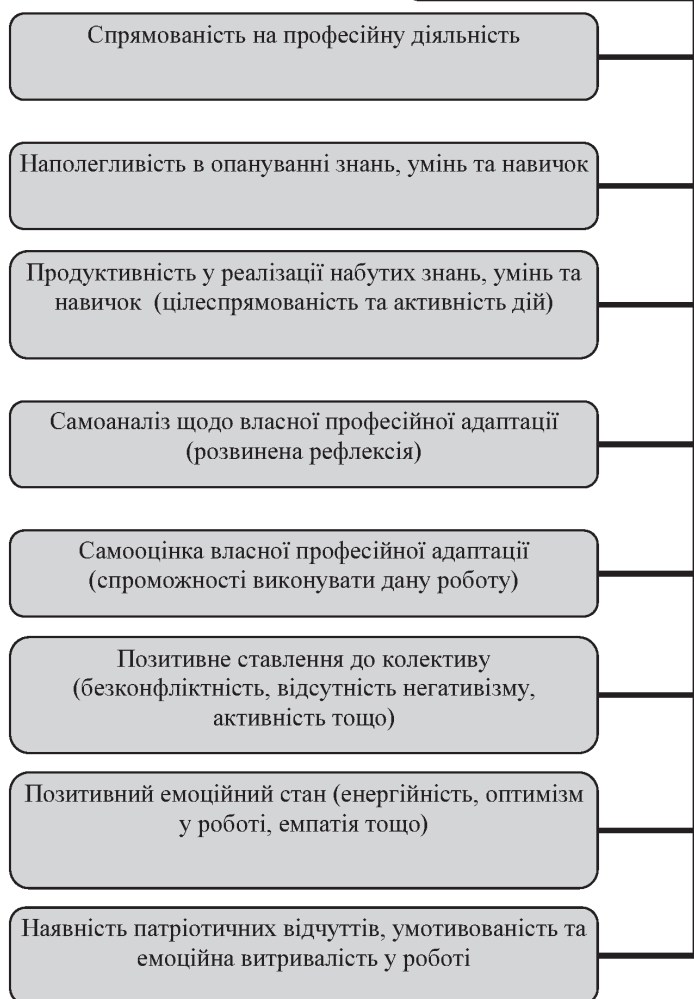 Спрямованість на професійну діяльність
Наполегливість в опануванні знань, умінь та навичок
Продуктивність у реалізації набутих знань, умінь та
навичок (цілеспрямованість та активність дій)
Самоаналіз щодо власної професійної адаптації
(розвинена рефлексія)
Самооцінка власної професійної адаптації
(спроможності виконувати дану роботу)
Позитивне ставлення до колективу
(безконфліктність, відсутність негативізму,
активність тощо)
Позитивний емоційний стан (енергійність, оптимізм
у роботі, емпатія тощо)
Наявність патріотичних відчуттів, умотивованість та
емоційна витривалість у роботі